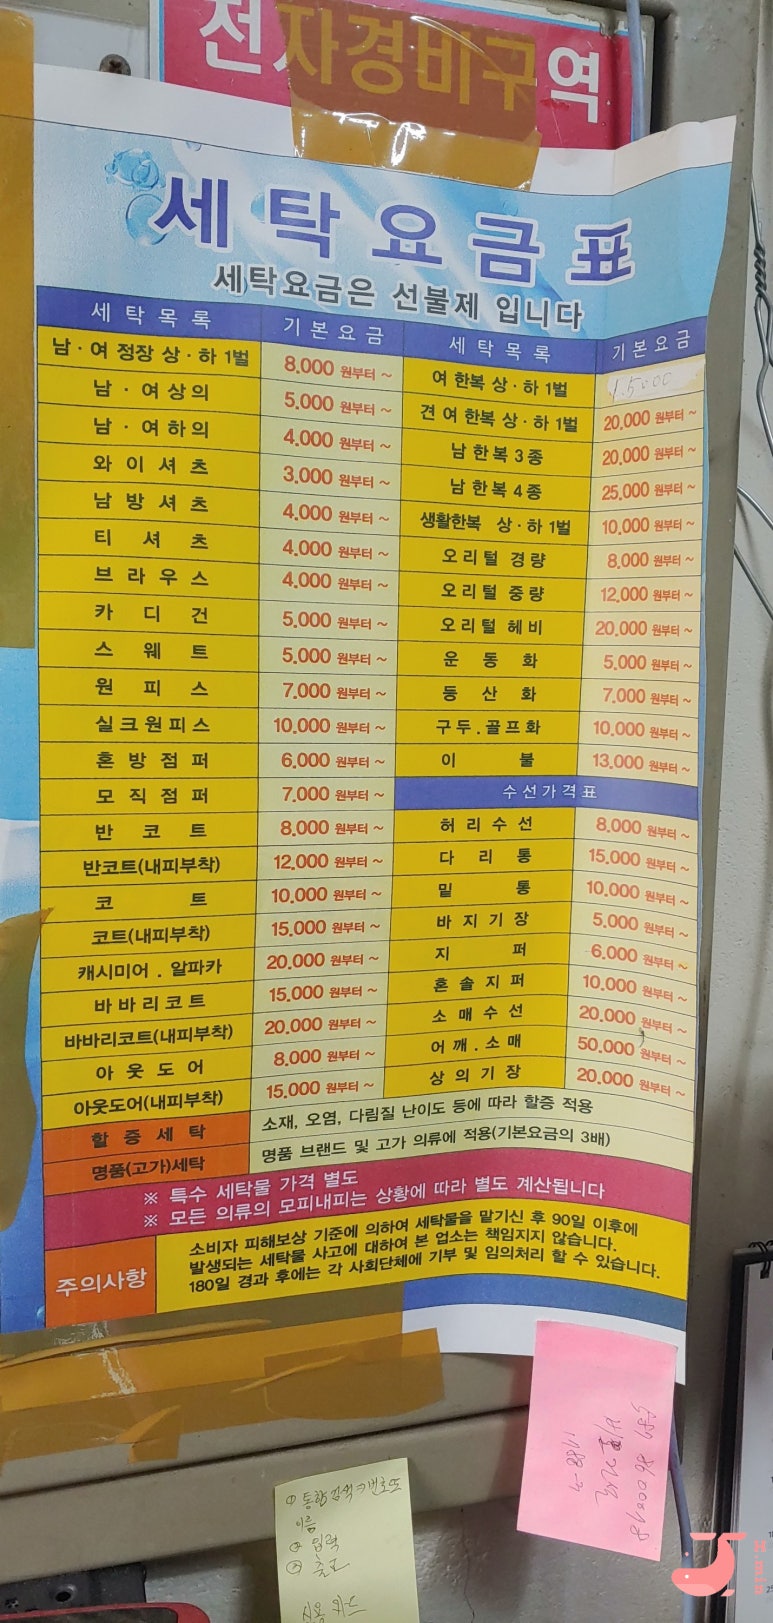 전자경비구역
세탁요금표
세탁요금은 선불제 입니다
세탁목록 기본요금
남·여 정장 상·하 1벌 8,000 원부터 ~
남·여상의 5,000 원부터 ~
남·여하의 4,000 원부터 ~
와이셔츠 3,000 원부터 ~
남방셔츠 4,000 원부터 ~
티셔츠 4,000 원부터 ~
브라우스 4,000 원부터 ~
카디건 5,000 원부터 ~
스웨트 5,000 원부터 ~
원피스 7,000 원부터 ~
실크원피스 10,000 원부터 ~
혼방점퍼 6,000 원부터 ~
모직점퍼 7,000 원부터 ~
반코트 8,000 원부터 ~
반코트(내피부착) 12,000 원부터 ~
코트 10,000 원부터 ~
코트(내피부착) 15,000 원부터 ~
캐시미어.알파카 20,000 원부터 ~
바바리코트 15,000 원부터 ~
바바리코트(내피부착) 20,000 원부터 ~
아웃도어 8,000 원부터 ~
아웃도어(내피부착) 15,000 원부터 ~
세탁목록 기본요금
여 한복 상·하 1벌 1.5000
견 여 한복 상·하 1벌 20,000 원부터 ~
남한복3종 20,000 원부터 ~
남한복4종 25,000 원부터 ~
생활한복 상·하 1벌 10,000 원부터 ~
오리털 경량 8,000 원부터 ~
오리털 중량 12,000 원부터 ~
오리털 헤비 20,000 원부터 ~
운동화 5,000 원부터 ~
등산화 7,000 원부터 ~
구두.골프화 10,000 원부터 ~
이불 13,000 원부터 ~
수선가격표
허리수선 8,000 원부터 ~
다리통 15,000 원부터 ~
밑통 10,000 원부터 ~
바지기장 5,000 원부터 ~
지퍼 6,000 원부터 ~
혼솔지퍼 10,000 원부터 ~
소매수선 20,000 원부터 ~
어깨.소매 50,000 원부터 ~
상의기장 20,000 원부터 ~
할증세탁 소재, 오염, 다림질 난이도 등에 따라 할증 적용
명품(고가)세탁 명품 브랜드 및 고가 의류에 적용(기본요금의 3배)
※ 특수 세탁물 가격 별도
※ 모든 의류의 모피내피는 상황에 따라 별도 계산됩니다
주의사항
소비자 피해보상 기준에 의하여 세탁물을 맡기신 후 90일 이후에
발생되는 세탁물 사고에 대하여 본 업소는 책임지지 않습니다.
180일 경과 후에는 각 사회단체에 기부 및 임의처리 할 수 있습니다.
① 통합검색
이름
② 입력
③ 출고
H.min